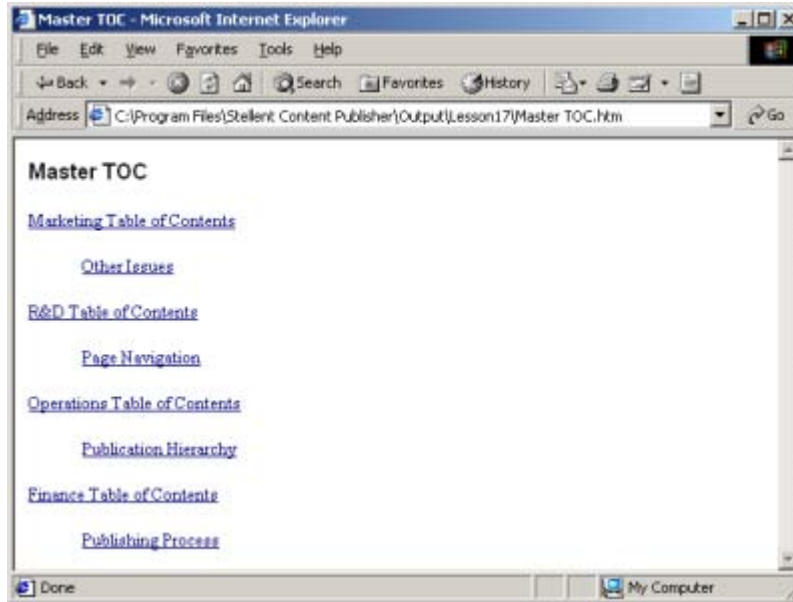 Master TOC - Microsoft Internet Explorer
File Edit View Favorites Tools Help
Back Search Favorites History
Address C:\Program Files\Stellent Content Publisher\Output\Lesson17\Master TOC.htm Go
Master TOC
Marketing Table of Contents
Other Issues
R&D Table of Contents
Page Navigation
Operations Table of Contents
Publication Hierarchy
Finance Table of Contents
Publishing Process
Done My Computer